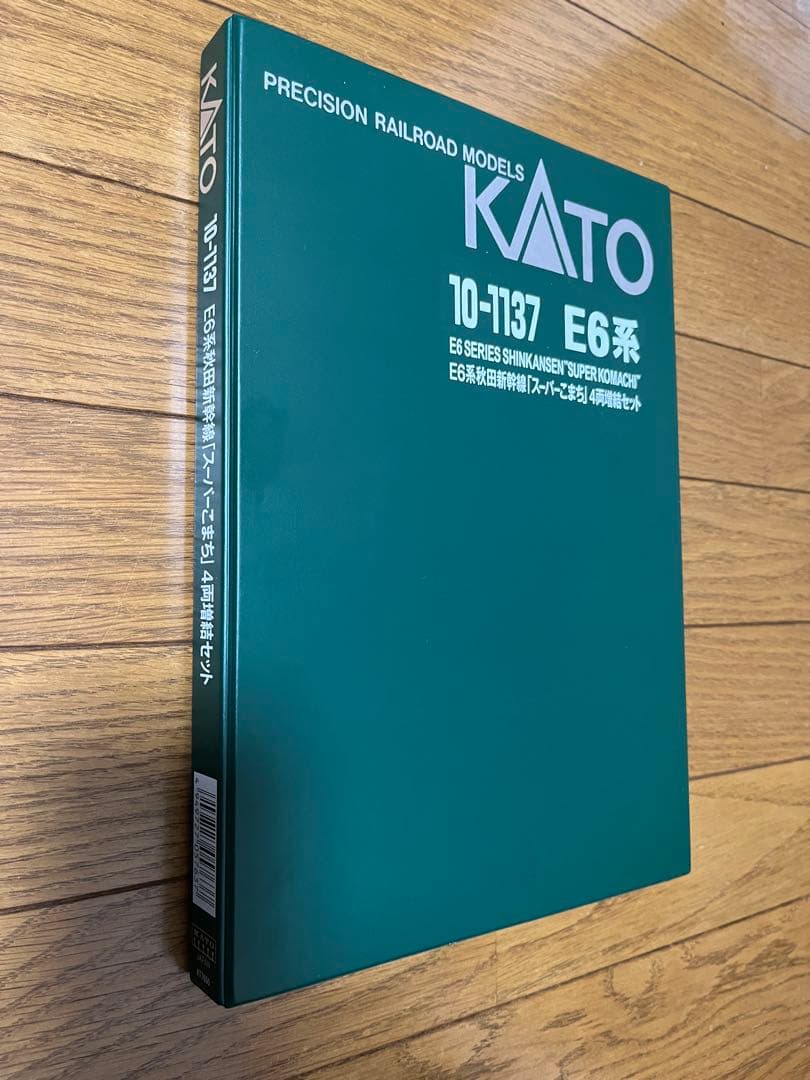 PRECISION RAILROAD MODELS
KATO
10-1137 E6系
E6 SERIES SHINKANSEN "SUPER KOMACHI"
E6系秋田新幹線「スーパーこまち」4両増結セット
KATO 10-1137 E6系秋田新幹線「スーパーこまち」4両増結セット
KATO
JAPAN